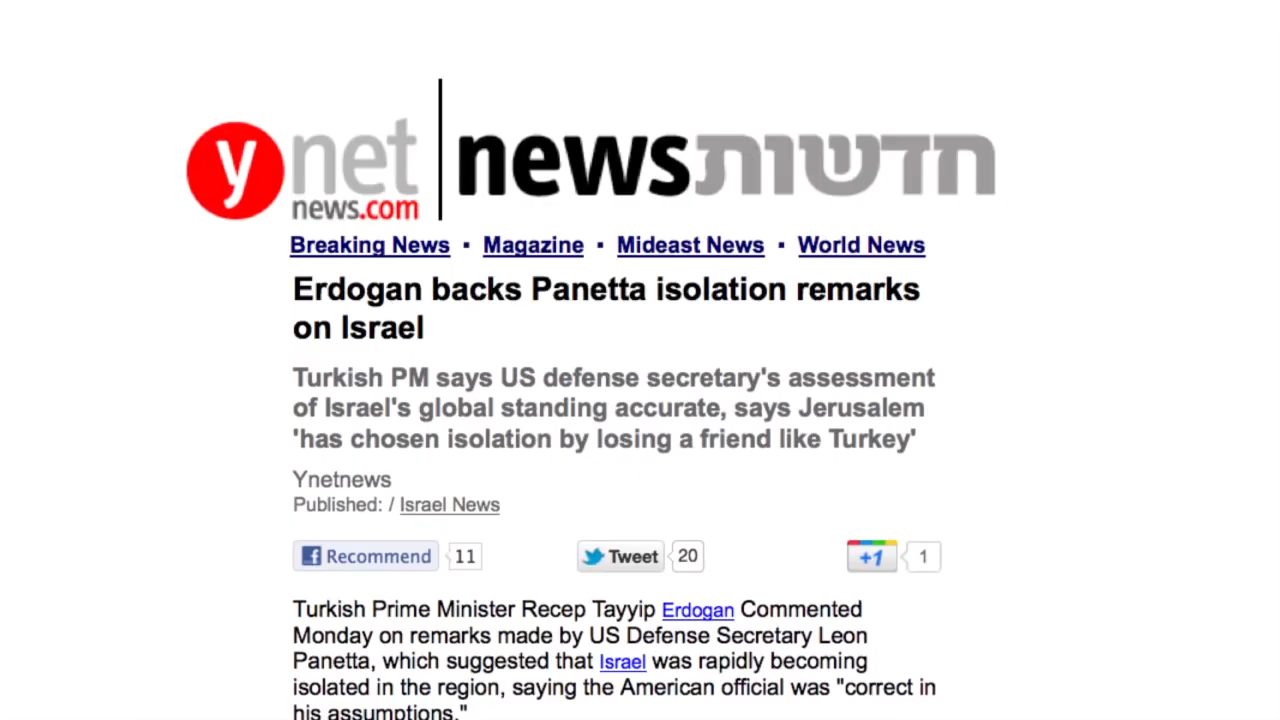 y net news חדשות
news.com
Breaking News ▪ Magazine ▪ Mideast News ▪ World News
Erdogan backs Panetta isolation remarks
on Israel
Turkish PM says US defense secretary's assessment
of Israel's global standing accurate, says Jerusalem
'has chosen isolation by losing a friend like Turkey'
Ynetnews
Published: / Israel News
f Recommend 11 Tweet 20 +1 1
Turkish Prime Minister Recep Tayyip Erdogan Commented
Monday on remarks made by US Defense Secretary Leon
Panetta, which suggested that Israel was rapidly becoming
isolated in the region, saying the American official was "correct in
his assumptions."